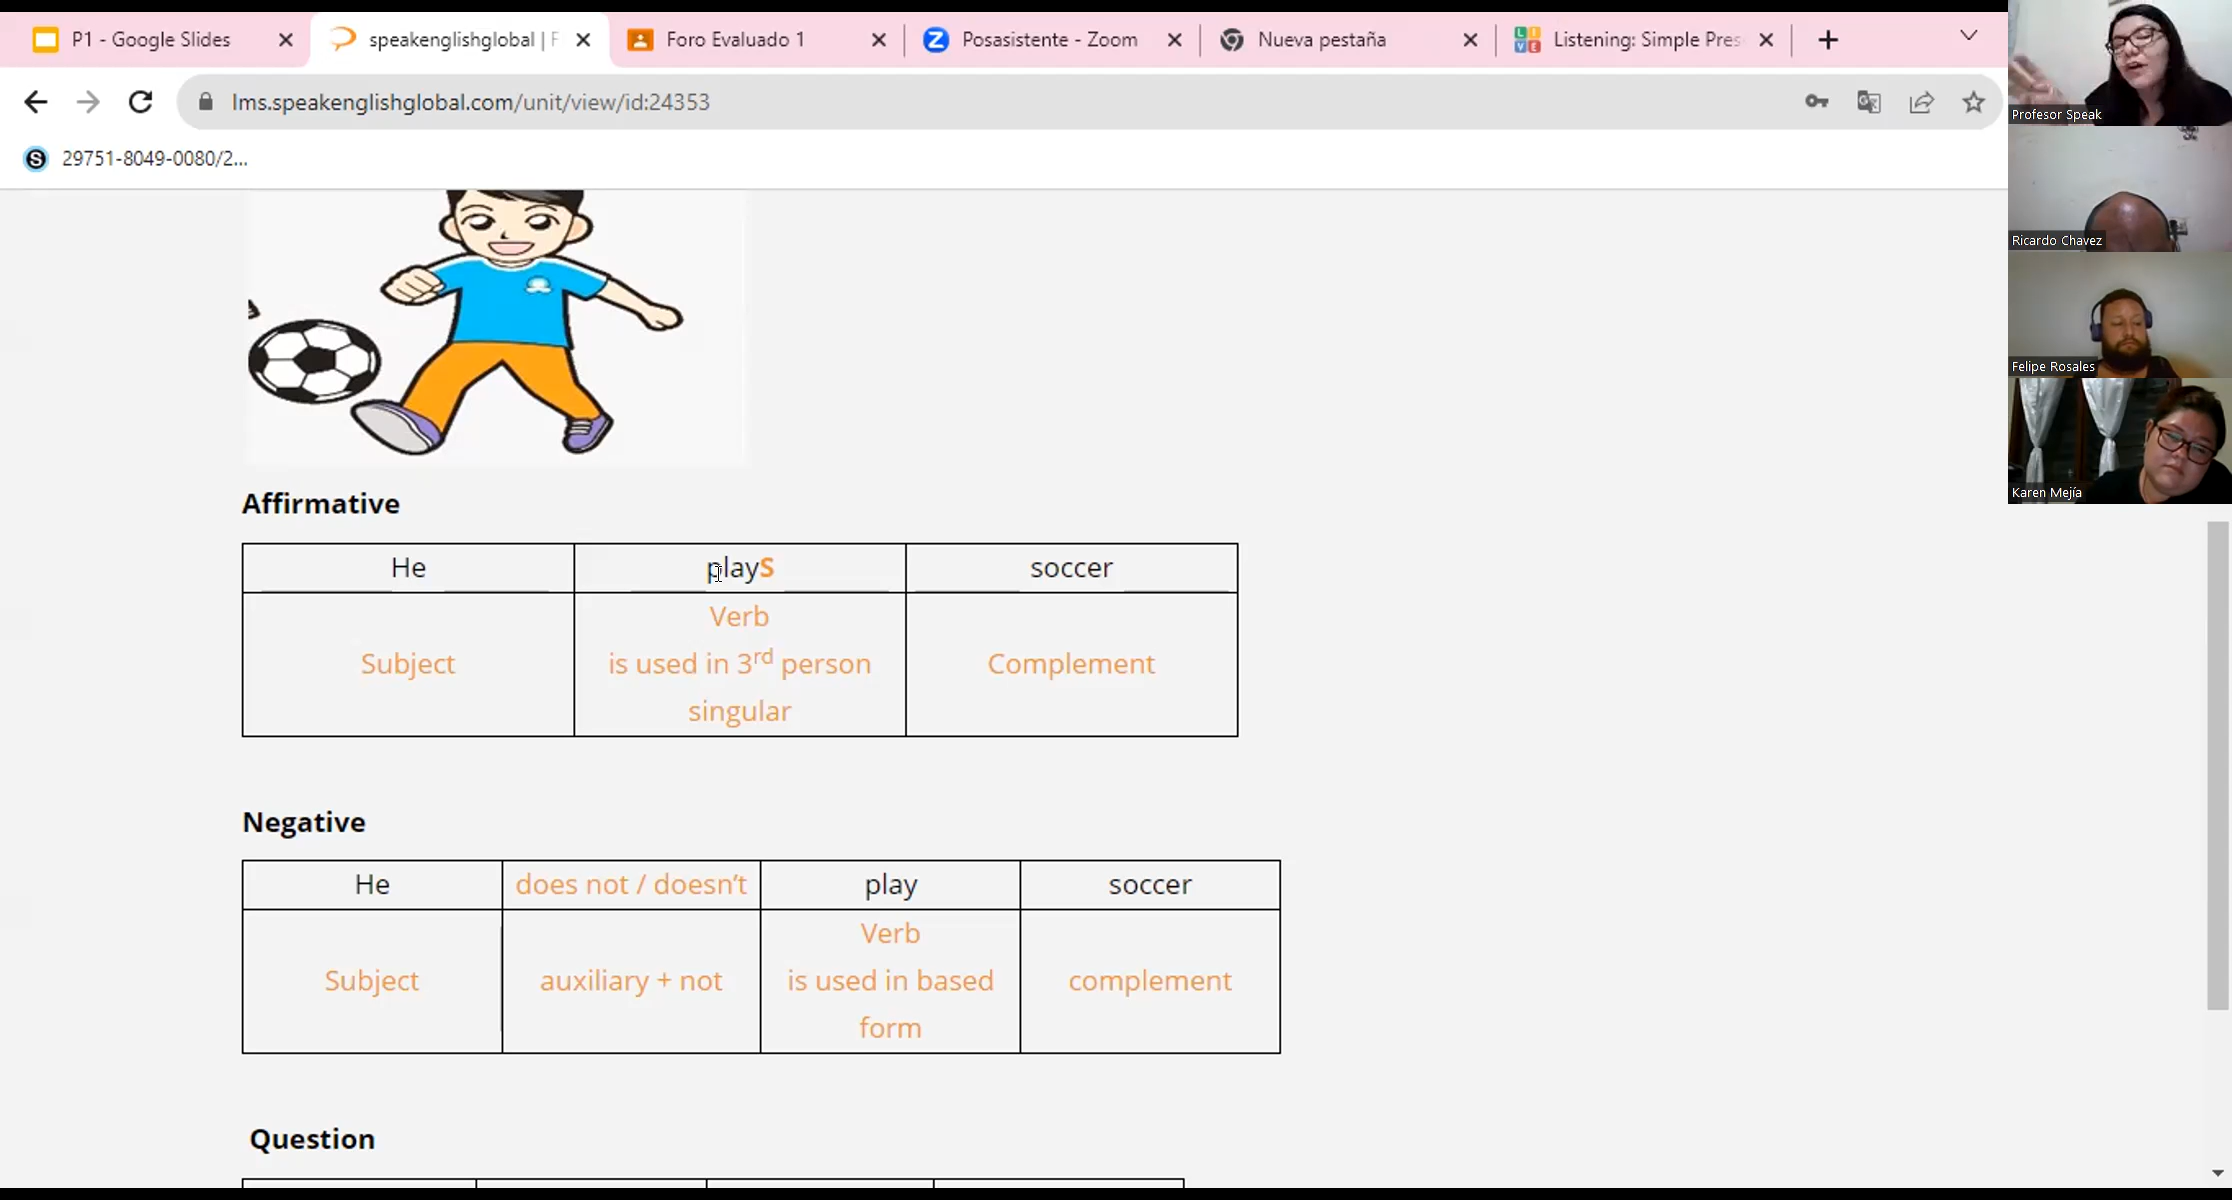 P1 - Google Slides
speakenglishglobal | F
Foro Evaluado 1
Posasistente - Zoom
Nueva pestaña
Listening: Simple Pres
lms.speakenglishglobal.com/unit/view/id:24353
29751-8049-0080/2...
Profesor Speak
Ricardo Chavez
Felipe Rosales
Karen Mejía
Affirmative
He playS soccer
Subject
Verb
is used in 3rd person
singular
Complement
Negative
He does not / doesn't play soccer
Subject
auxiliary + not
Verb
is used in based
form
complement
Question